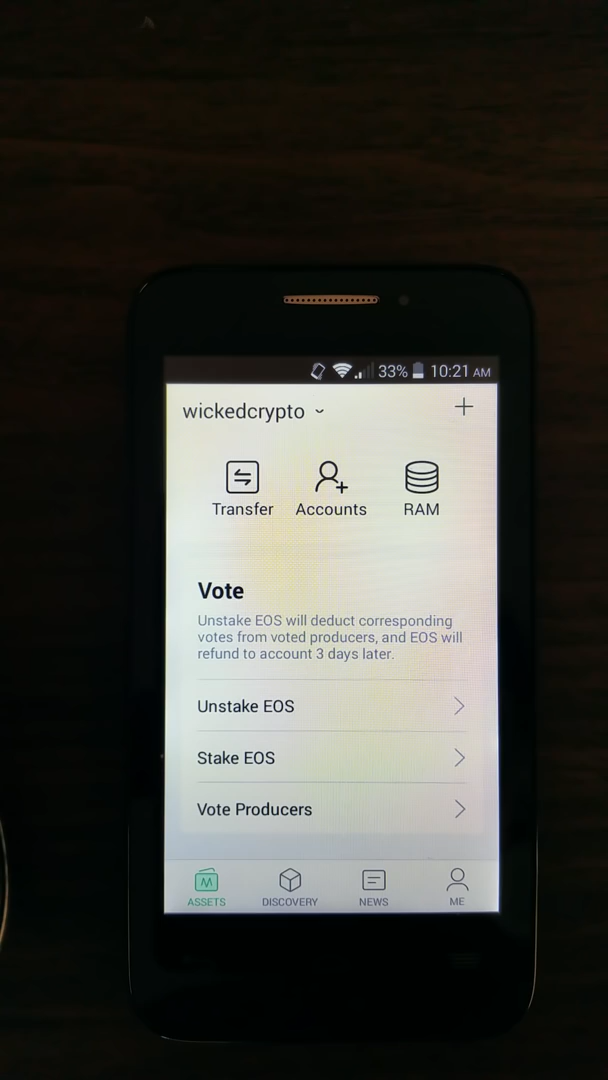 33% 10:21 AM
wickedcrypto
Transfer Accounts RAM
Vote
Unstake EOS will deduct corresponding
votes from voted producers, and EOS will
refund to account 3 days later.
Unstake EOS
Stake EOS
Vote Producers
ASSETS DISCOVERY NEWS ME